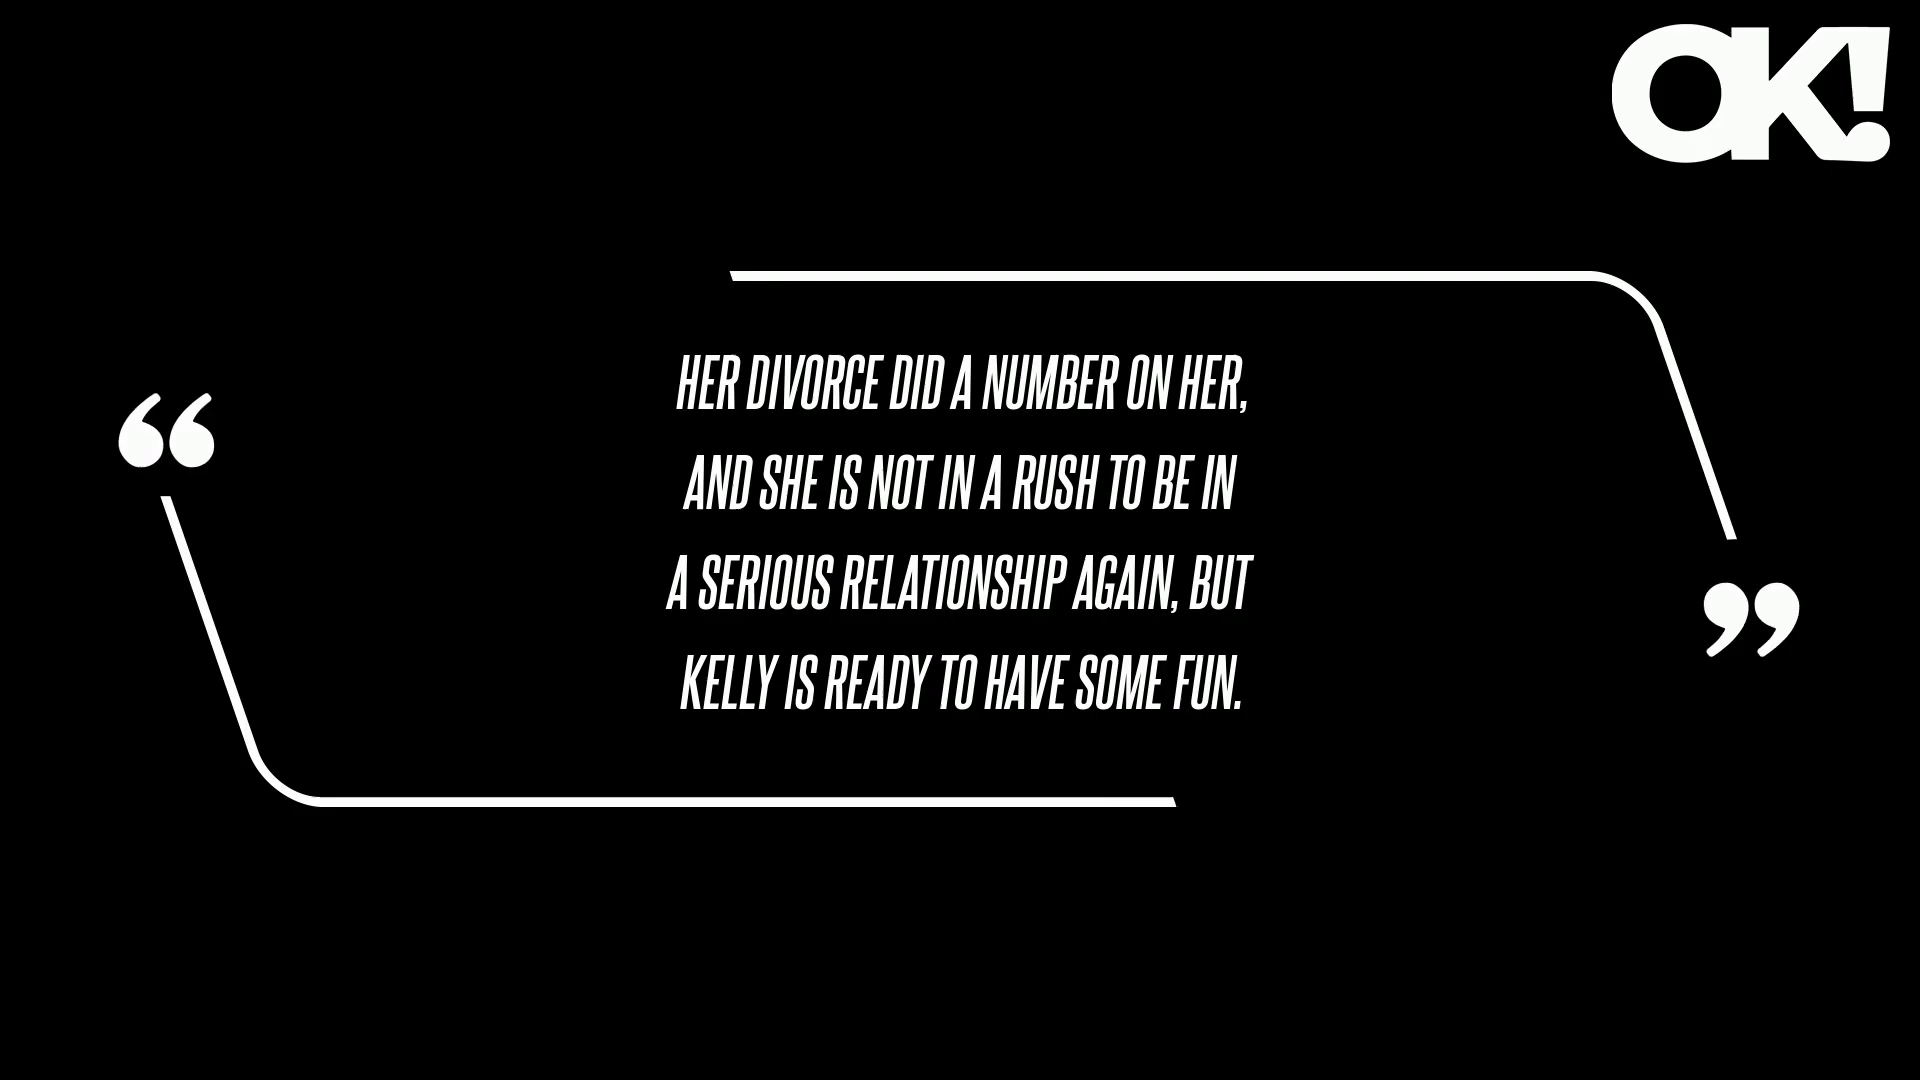 OK!
“
HER DIVORCE DID A NUMBER ON HER,
AND SHE IS NOT IN A RUSH TO BE IN
A SERIOUS RELATIONSHIP AGAIN, BUT
KELLY IS READY TO HAVE SOME FUN.
”